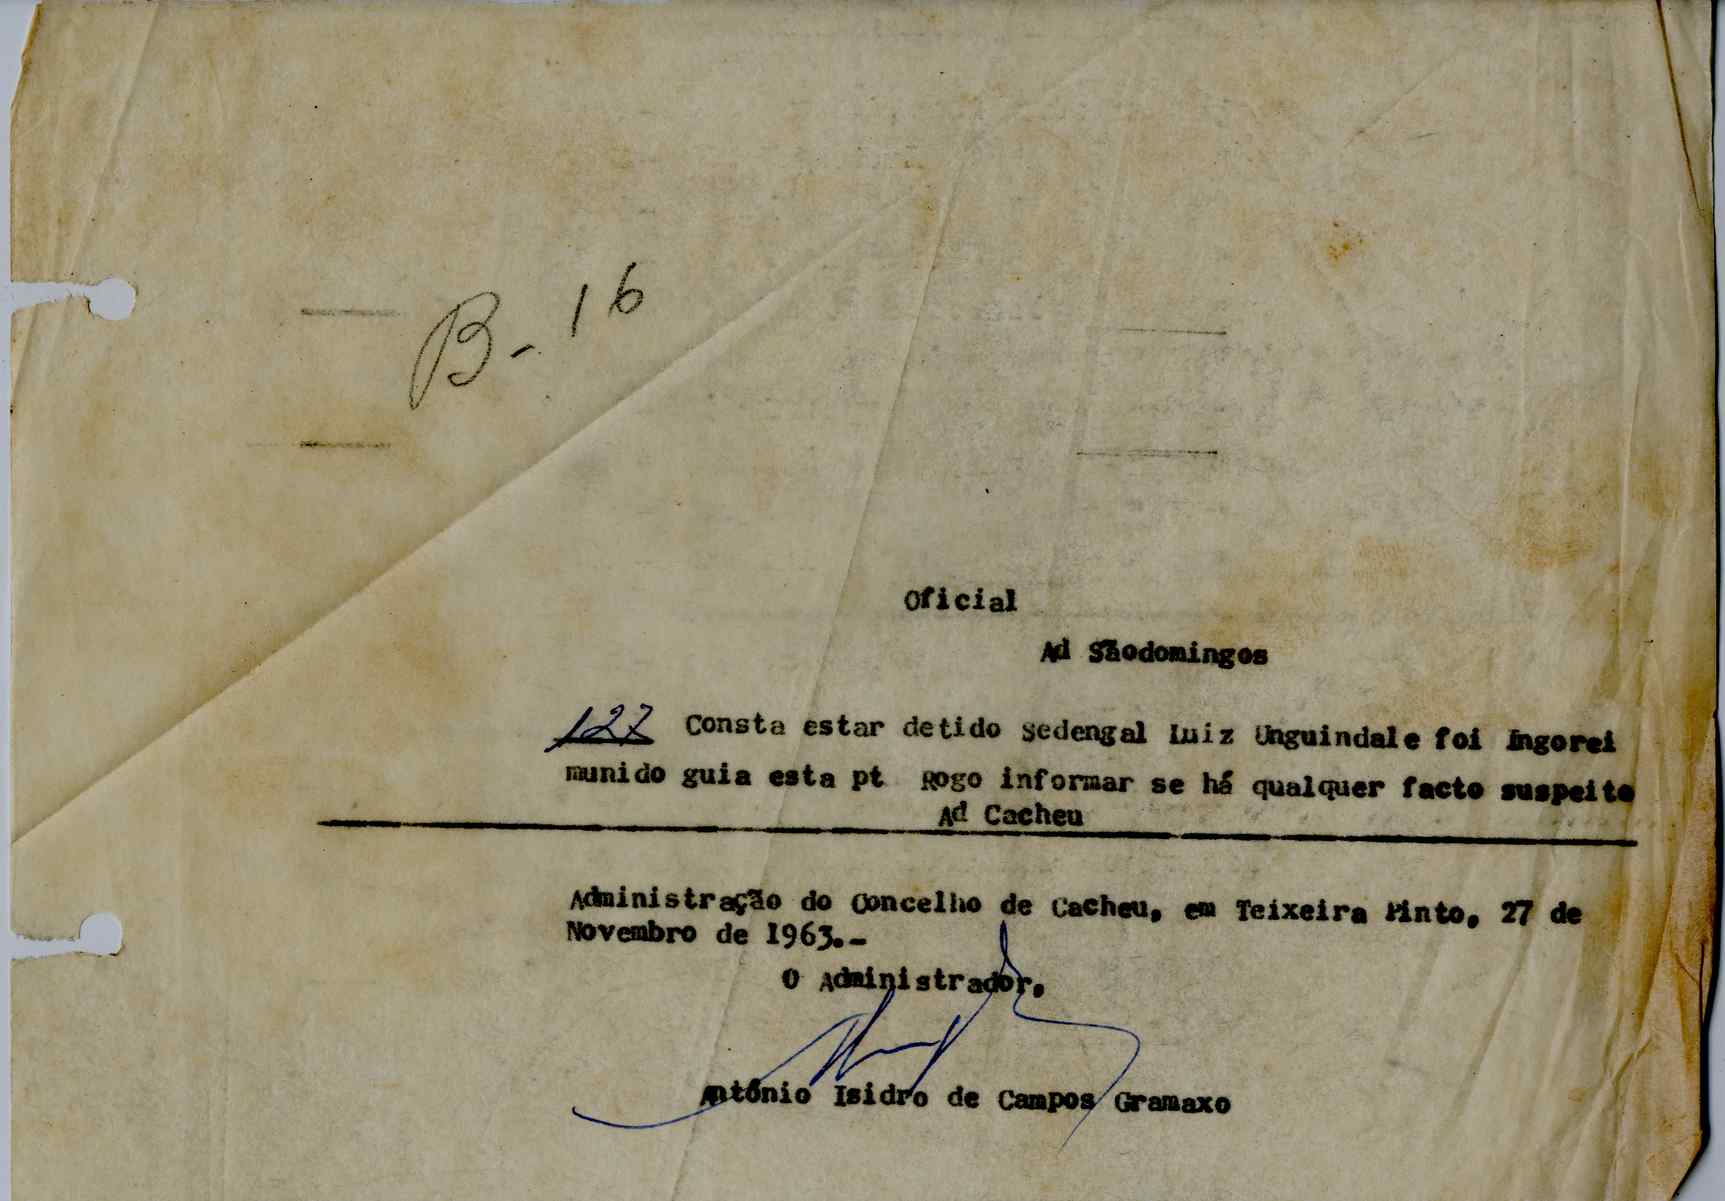 B-16
Oficial
Ad Sãodomingos
127 Consta estar detido Sedengal Luiz Unguindale foi Ingorei
munido guia esta pt Rogo informar se há qualquer facto suspeito
Ad Cacheu
Administração do Concelho de Cacheu, em Teixeira Pinto, 27 de
Novembro de 1963.-
O Administrador,
António Isidro de Campos Gramaxo